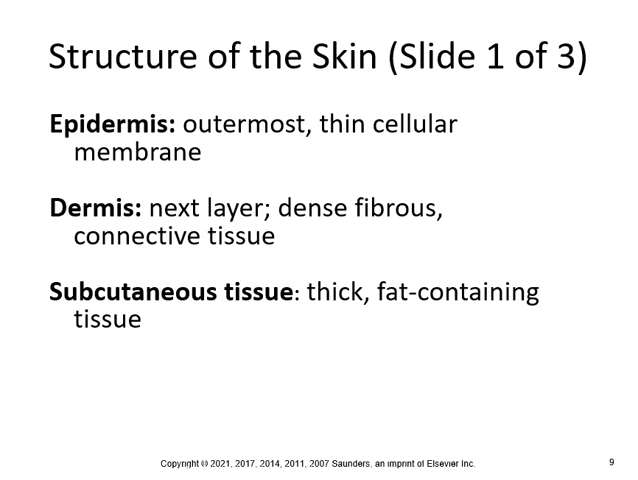 Structure of the Skin (Slide 1 of 3)
Epidermis: outermost, thin cellular
membrane
Dermis: next layer; dense fibrous,
connective tissue
Subcutaneous tissue: thick, fat-containing
tissue
Copyright © 2021, 2017, 2014, 2011, 2007 Saunders, an imprint of Elsevier Inc.
9